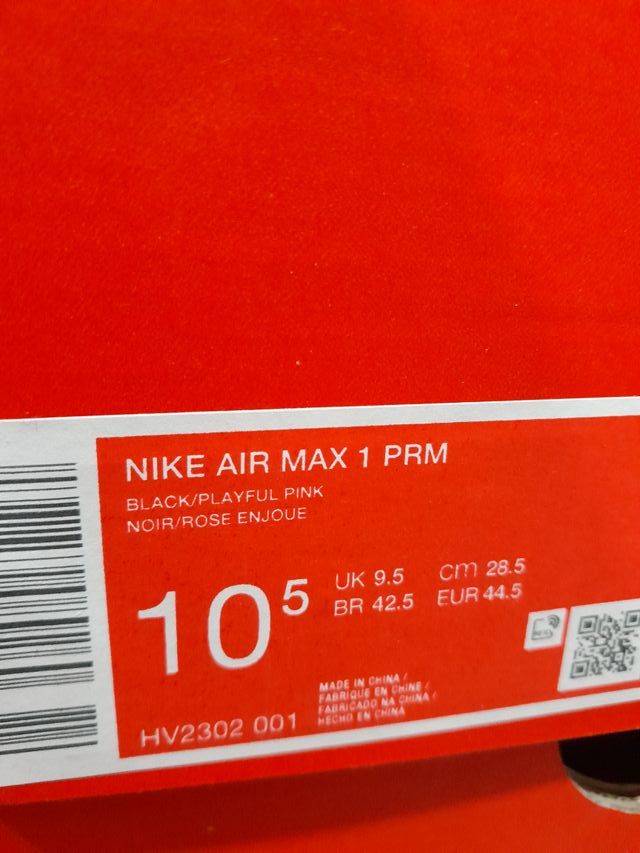 NIKE AIR MAX 1 PRM
BLACK/PLAYFUL PINK
NOIR/ROSE ENJOUE
10 5
UK 9.5 cm 28.5
BR 42.5 EUR 44.5
MADE IN CHINA /
FABRIQUE EN CHINE /
FABRICADO NA CHINA /
HECHO EN CHINA
HV2302 001